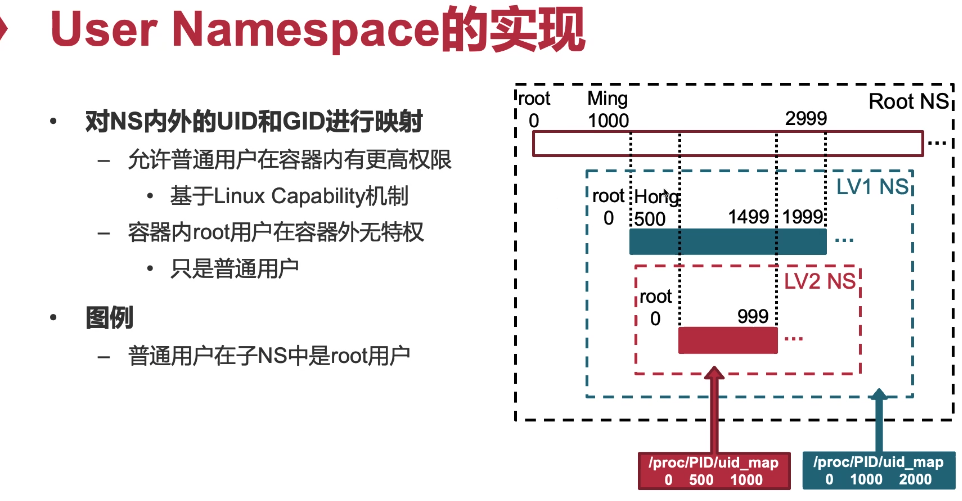 User Namespace的实现
• 对NS内外的UID和GID进行映射
– 允许普通用户在容器内有更高权限
• 基于Linux Capability机制
– 容器内root用户在容器外无特权
• 只是普通用户
• 图例
– 普通用户在子NS中是root用户
root Ming Root NS
0 1000 2999
...
LV1 NS
root Hong
0 500 1499 1999
...
LV2 NS
root
0 999
...
/proc/PID/uid_map
0 500 1000
/proc/PID/uid_map
0 1000 2000